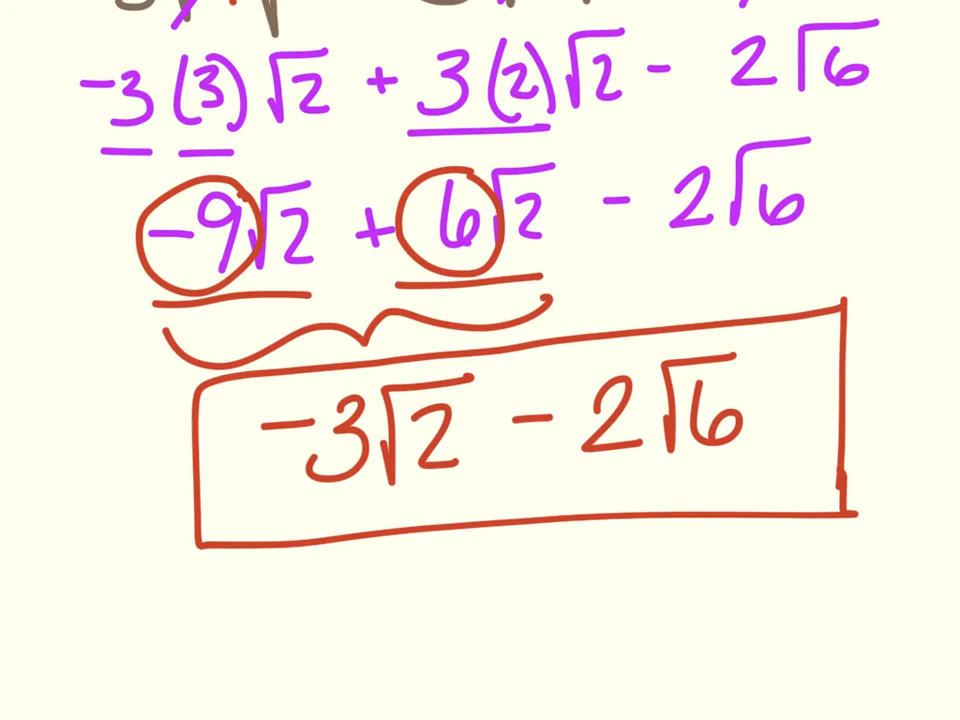 -3(3)√2 + 3(2)√2 - 2√6
-9√2 + 6√2 - 2√6
-3√2 - 2√6